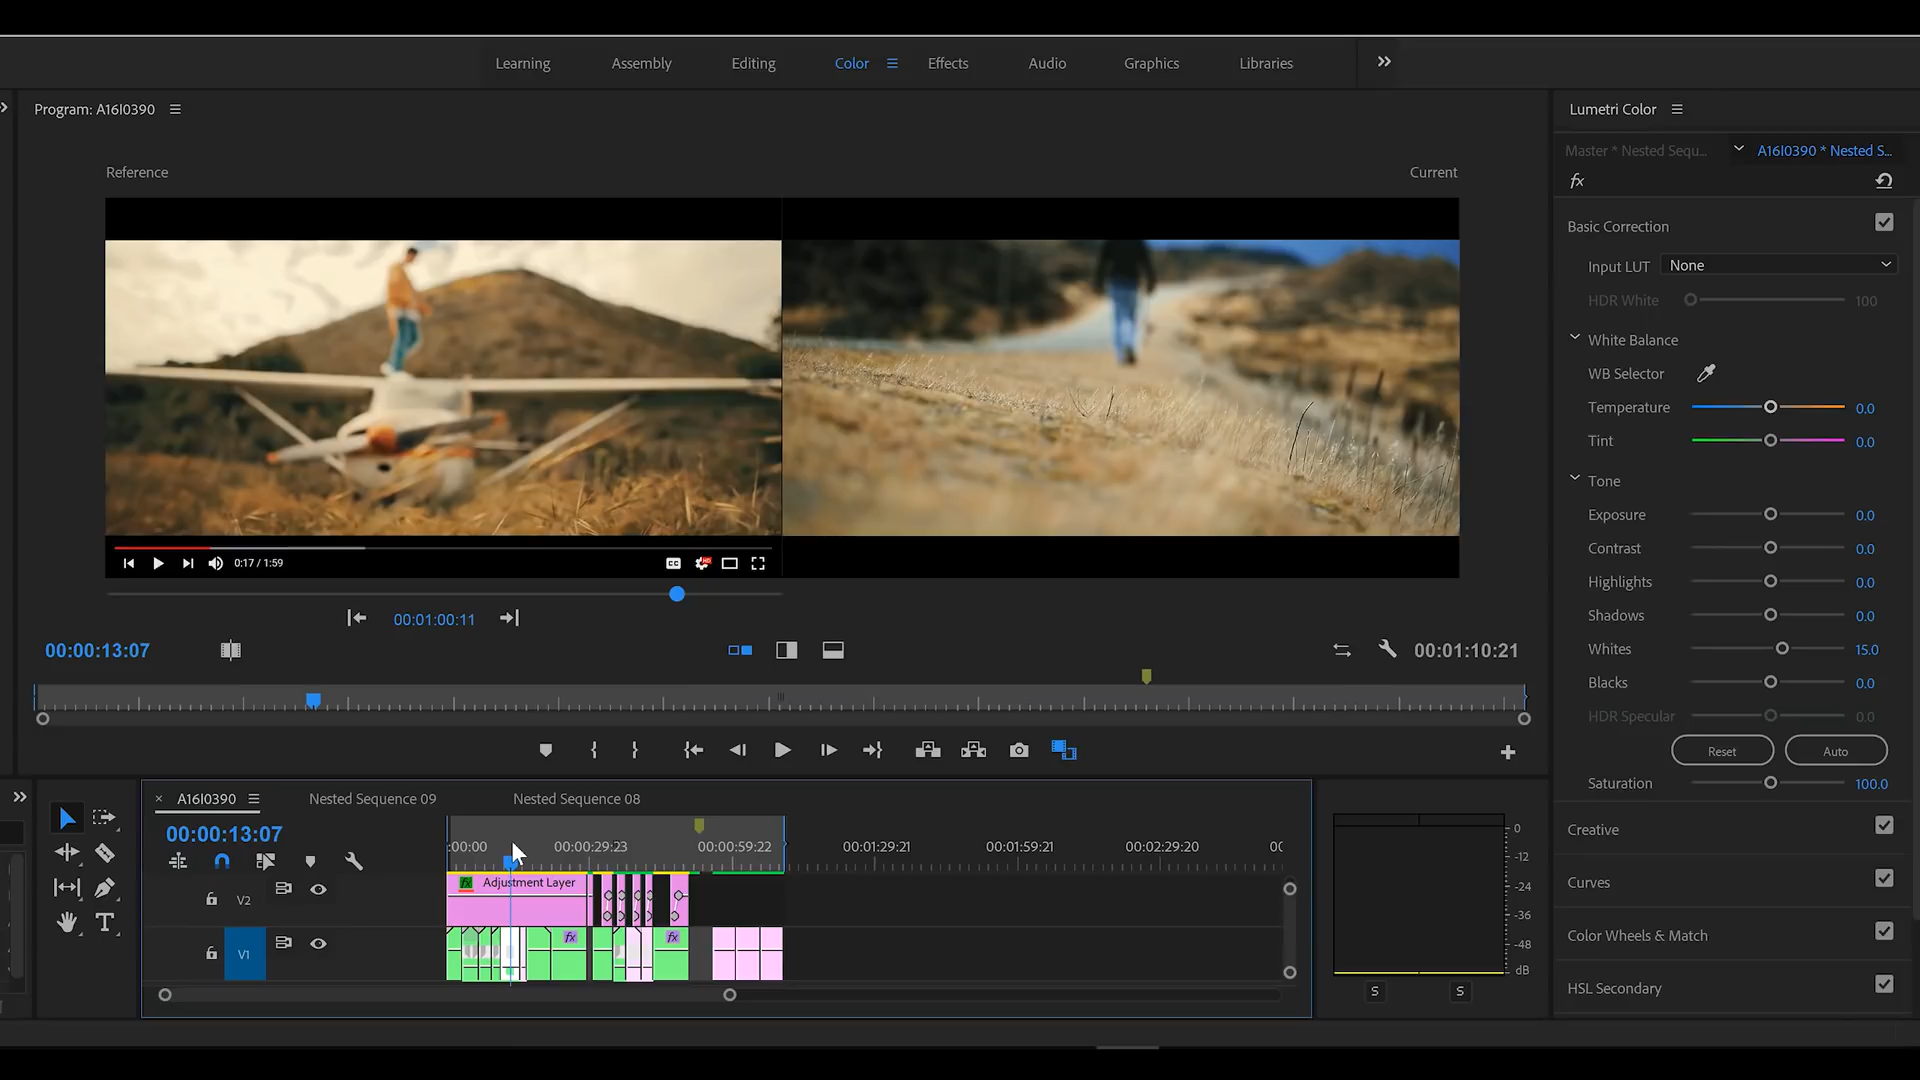 Learning Assembly Editing Color Effects Audio Graphics Libraries
Program: A16I0390
Lumetri Color
Master * Nested Sequ... A16I0390 * Nested S...
Reference
Current
fx
Basic Correction
Input LUT None
HDR White 100
White Balance
WB Selector
Temperature 0.0
Tint 0.0
Tone
Exposure 0.0
Contrast 0.0
Highlights 0.0
Shadows 0.0
Whites 15.0
Blacks 0.0
HDR Specular 0.0
Reset Auto
Saturation 100.0
Creative
Curves
Color Wheels & Match
HSL Secondary
0:17 / 1:59
CC
HD
00:01:00:11
00:00:13:07
00:01:10:21
A16I0390 Nested Sequence 09 Nested Sequence 08
00:00:13:07
:00:00 00:00:29:23 00:00:59:22 00:01:29:21 00:01:59:21 00:02:29:20 00
V2
fx Adjustment Layer
V1
fx fx
T
0
-12
-24
-36
-48
dB
S S